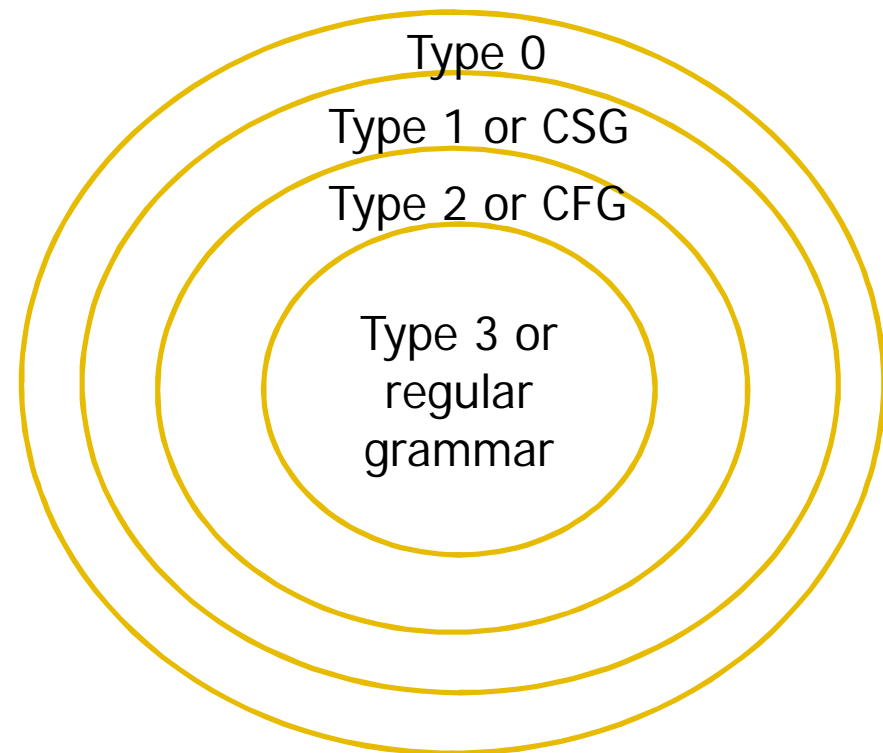 Type 0
Type 1 or CSG
Type 2 or CFG
Type 3 or
regular
grammar